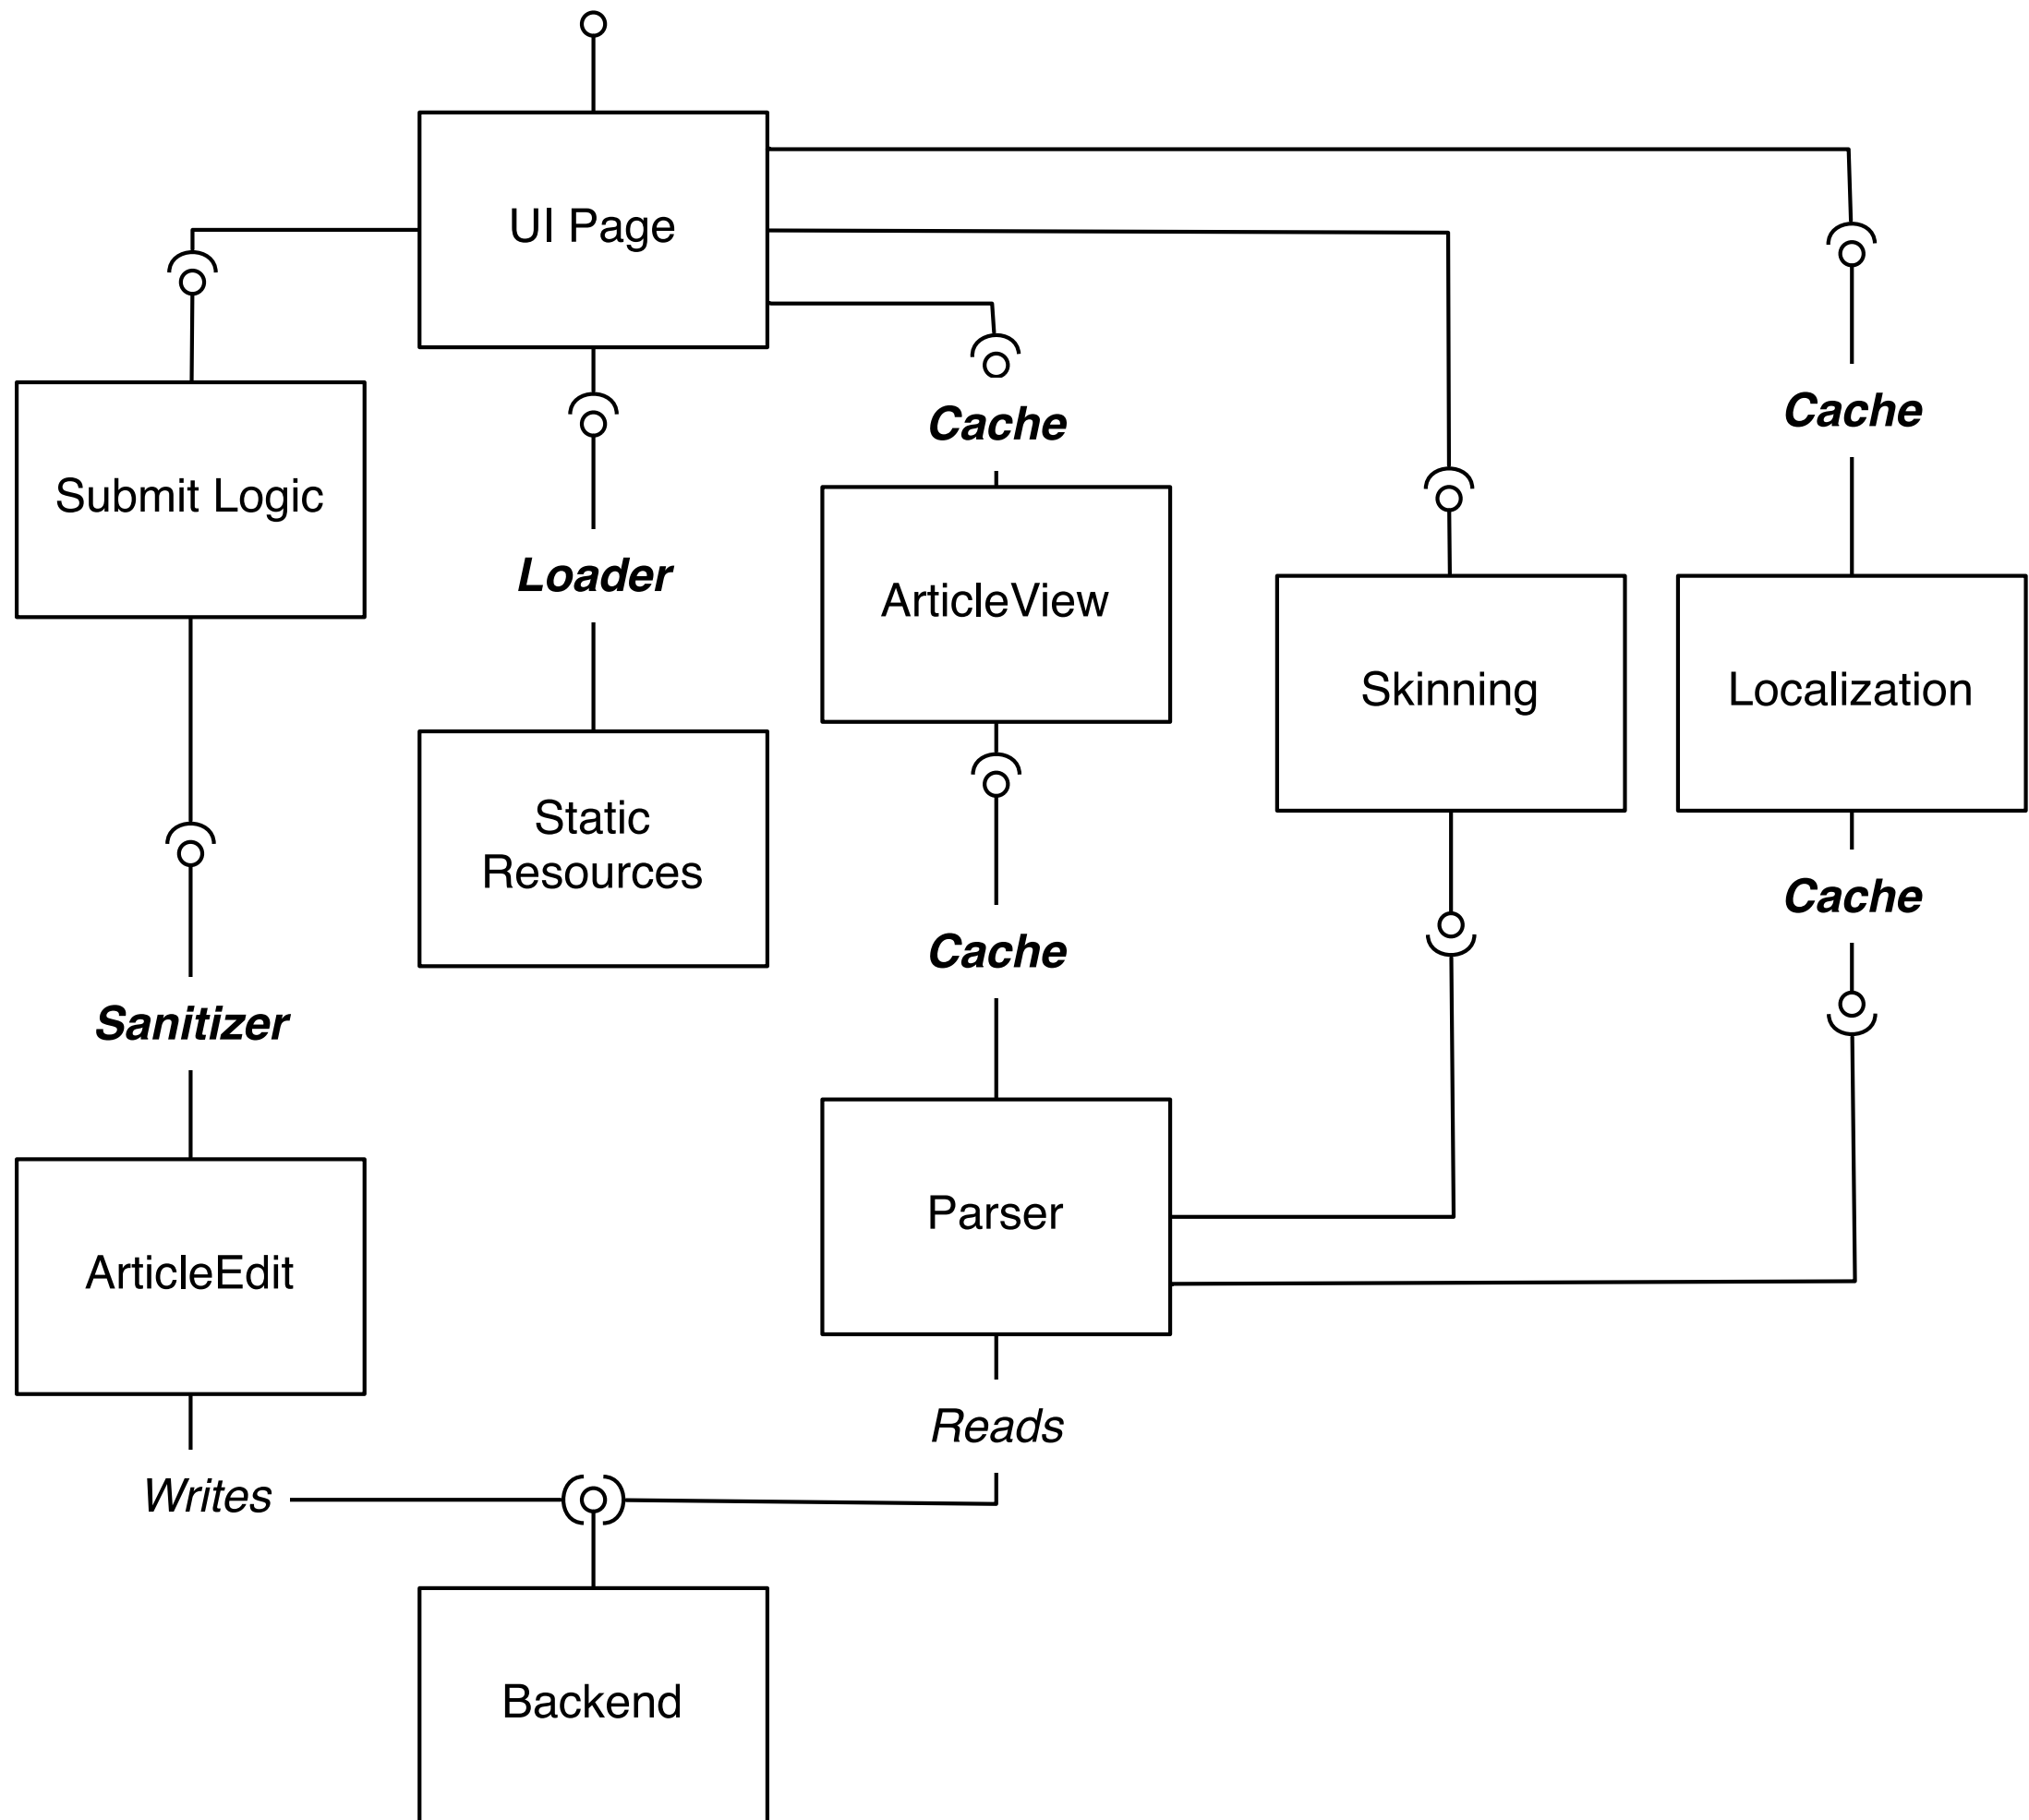 UI Page
Cache
Cache
Submit Logic
Loader
ArticleView
Skinning
Localization
Static
Resources
Cache
Cache
Sanitizer
Parser
ArticleEdit
Reads
Writes
Backend